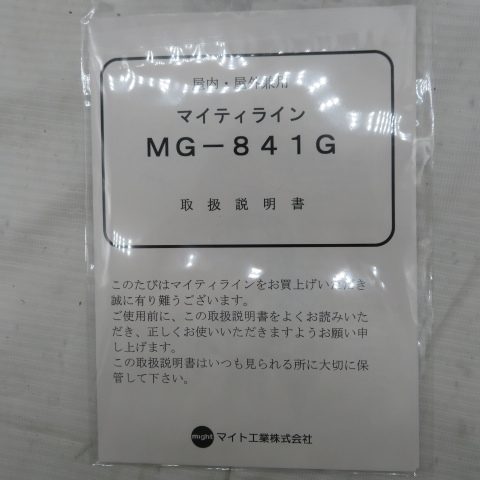 屋内・屋外兼用
マイティライン
MG－841G
取扱説明書
このたびはマイティラインをお買上げいただき
誠に有り難うございます。
ご使用前に、この取扱説明書をよくお読みいた
だき、正しくお使いいただきますようお願い申
し上げます。
この取扱説明書はいつも見られる所に大切に保
管して下さい。
might マイト工業株式会社